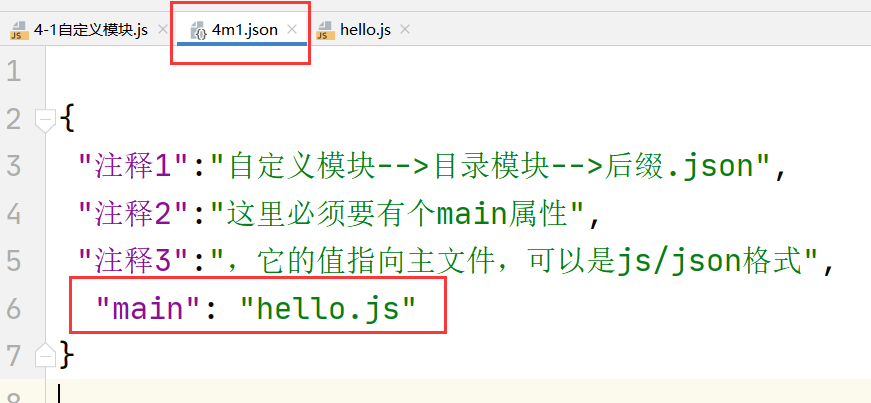 4-1自定义模块.js
4m1.json
hello.js
1
2 {
3 "注释1":"自定义模块-->目录模块-->后缀.json",
4 "注释2":"这里必须要有个main属性",
5 "注释3":"，它的值指向主文件，可以是js/json格式",
6 "main": "hello.js"
7 }
8